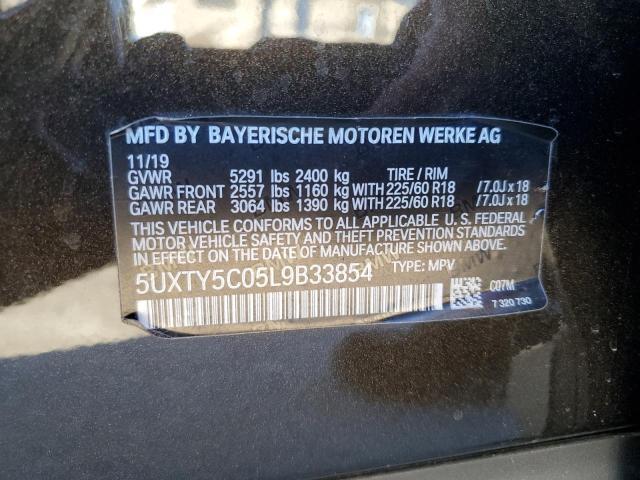 MFD BY BAYERISCHE MOTOREN WERKE AG
11/19
GVWR 5291 lbs 2400 kg TIRE / RIM
GAWR FRONT 2557 lbs 1160 kg WITH 225/60 R18 /7.0J x 18
GAWR REAR 3064 lbs 1390 kg WITH 225/60 R18 /7.0J x 18
THIS VEHICLE CONFORMS TO ALL APPLICABLE U. S. FEDERAL
MOTOR VEHICLE SAFETY AND THEFT PREVENTION STANDARDS
IN EFFECT ON THE DATE OF MANUFACTURE SHOWN ABOVE.
5UXTY5C05L9B33854 TYPE: MPV
C07M
7 320 730